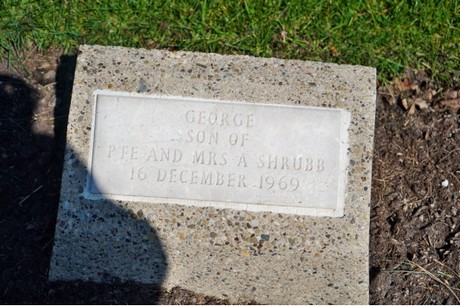 GEORGE
SON OF
PTE AND MRS A SHRUBB
16 DECEMBER 1969